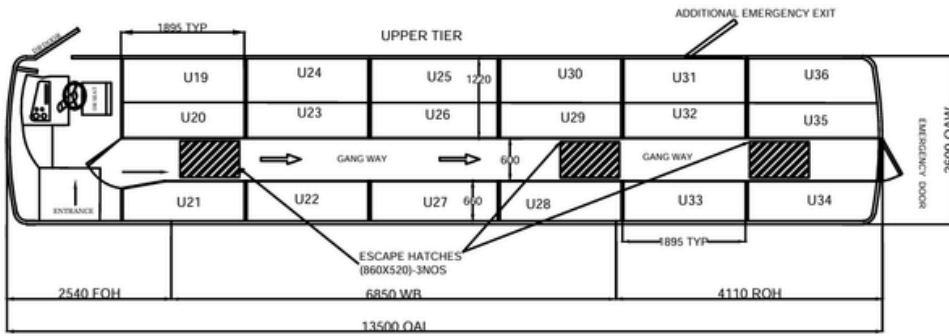 ADDITIONAL EMERGENCY EXIT
1895 TYP
UPPER TIER
U19
U24
U25
U30
U31
U36
1220
U20
U23
U26
U29
U32
U35
GANG WAY
600
GANG WAY
EMERGENCY DOOR
ENTRANCE
U21
U22
U27
660
U28
U33
U34
ESCAPE HATCHES
(860X520)-3NOS
1895 TYP
2540 FOH
6850 WB
4110 ROH
13500 OAL